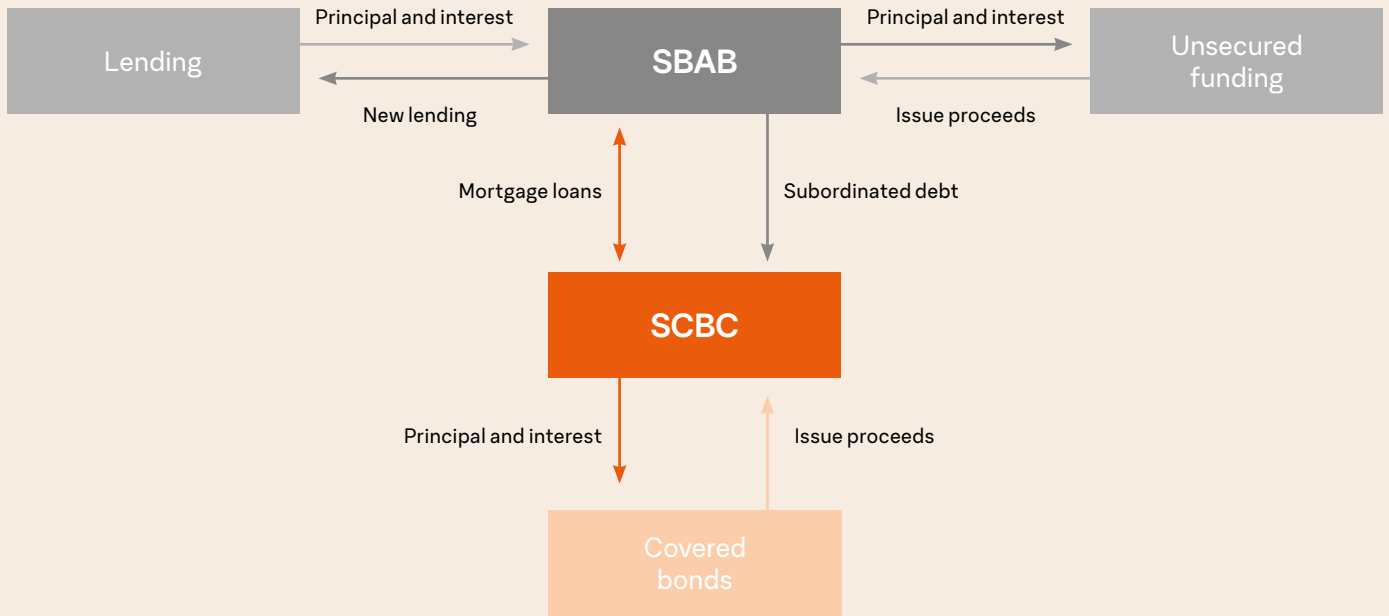 Principal and interest
Principal and interest
Lending
SBAB
Unsecured
funding
New lending
Issue proceeds
Mortgage loans
Subordinated debt
SCBC
Principal and interest
Issue proceeds
Covered
bonds